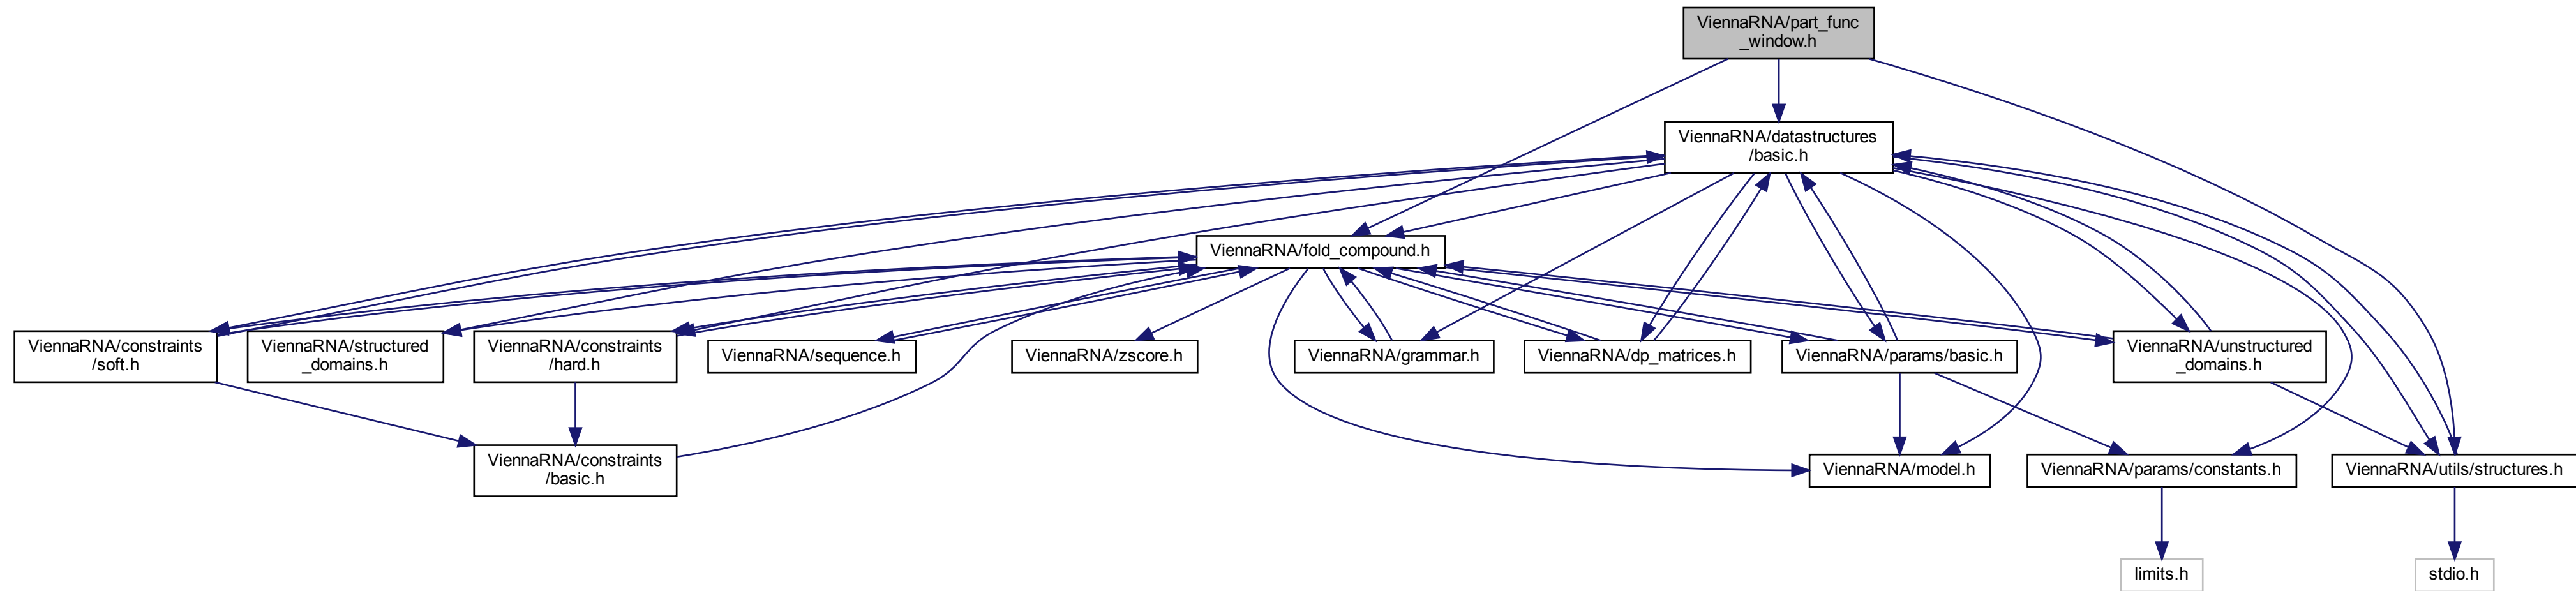 ViennaRNA/part_func
_window.h
ViennaRNA/datastructures
/basic.h
ViennaRNA/fold_compound.h
ViennaRNA/constraints
/soft.h
ViennaRNA/structured
_domains.h
ViennaRNA/constraints
/hard.h
ViennaRNA/sequence.h
ViennaRNA/zscore.h
ViennaRNA/grammar.h
ViennaRNA/dp_matrices.h
ViennaRNA/params/basic.h
ViennaRNA/unstructured
_domains.h
ViennaRNA/constraints
/basic.h
ViennaRNA/model.h
ViennaRNA/params/constants.h
ViennaRNA/utils/structures.h
limits.h
stdio.h